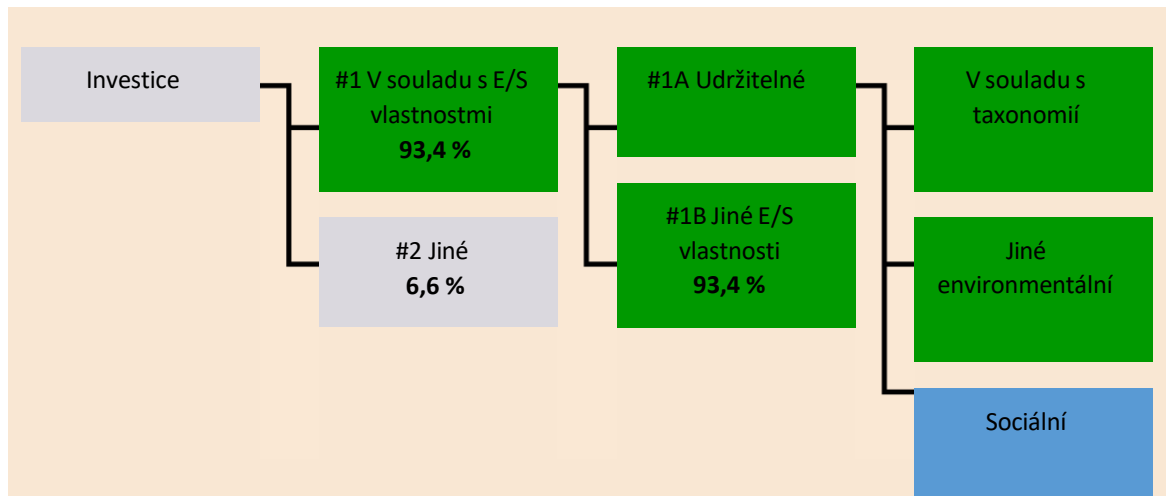 Investice
#1 V souladu s E/S
vlastnostmi
93,4 %
#2 Jiné
6,6 %
#1A Udržitelné
#1B Jiné E/S
vlastnosti
93,4 %
V souladu s
taxonomií
Jiné
environmentální
Sociální